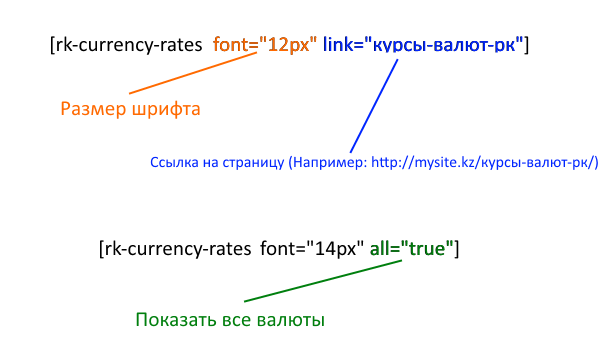 [rk-currency-rates font="12px" link="курсы-валют-рк"]
Размер шрифта
Ссылка на страницу (Например: http://mysite.kz/курсы-валют-рк/)
[rk-currency-rates font="14px" all="true"]
Показать все валюты